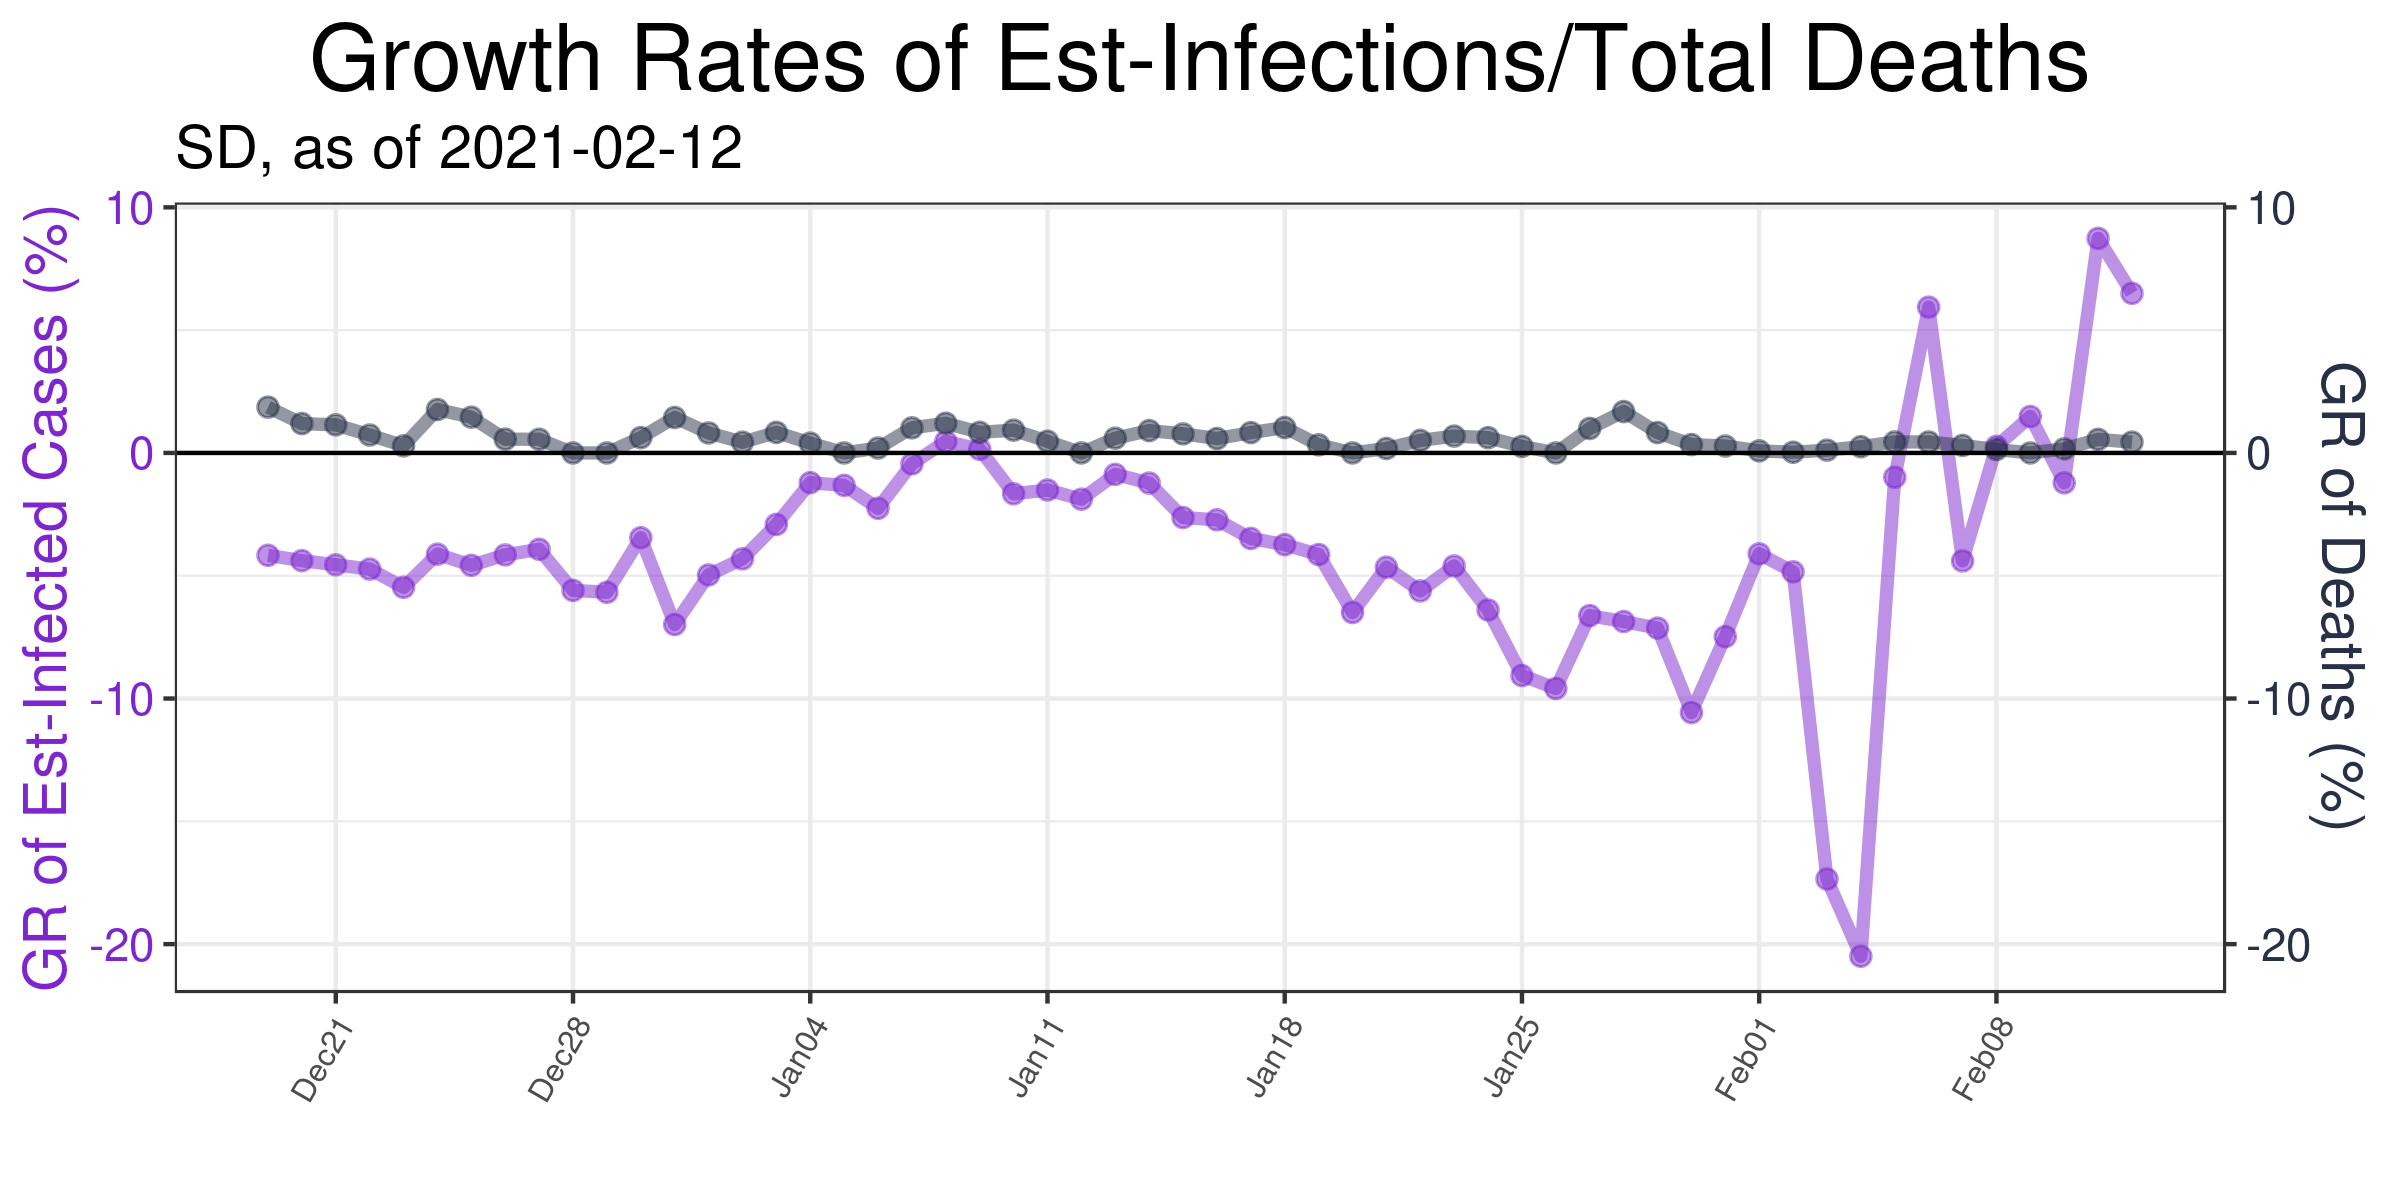 Growth Rates of Est-Infections/Total Deaths
SD, as of 2021-02-12
GR of Est-Infected Cases (%)
10
0
-10
-20
10
0
-10
-20
GR of Deaths (%)
Dec21
Dec28
Jan04
Jan11
Jan18
Jan25
Feb01
Feb08